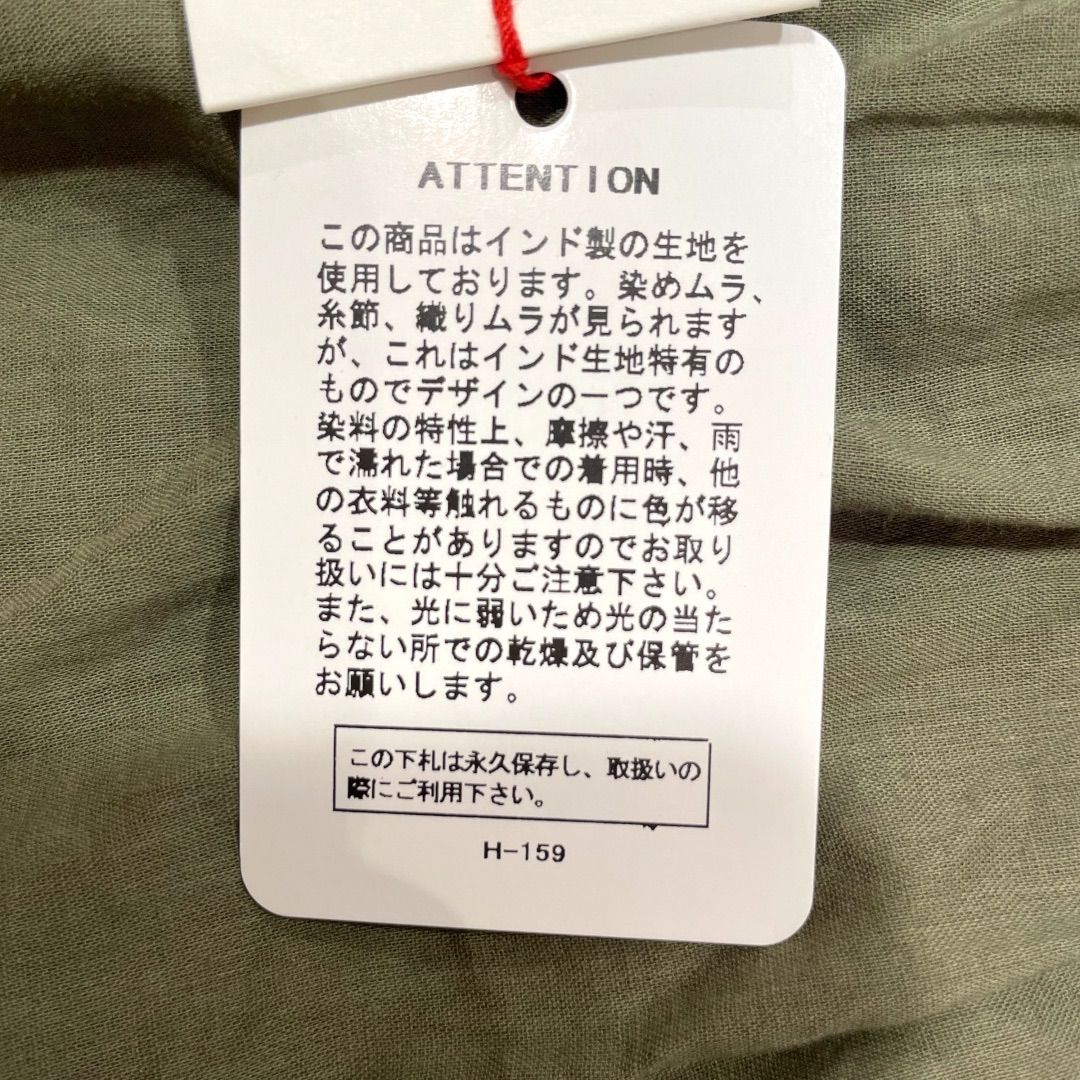 ATTENTION
この商品はインド製の生地を
使用しております。染めムラ、
糸節、織りムラが見られます
が、これはインド生地特有の
ものでデザインの一つです。
染料の特性上、摩擦や汗、雨
で濡れた場合での着用時、他
の衣料等触れるものに色が移
ることがありますのでお取り
扱いには十分ご注意下さい。
また、光に弱いため光の当た
らない所での乾燥及び保管を
お願いします。
この下札は永久保存し、取扱いの
際にご利用下さい。
H-159